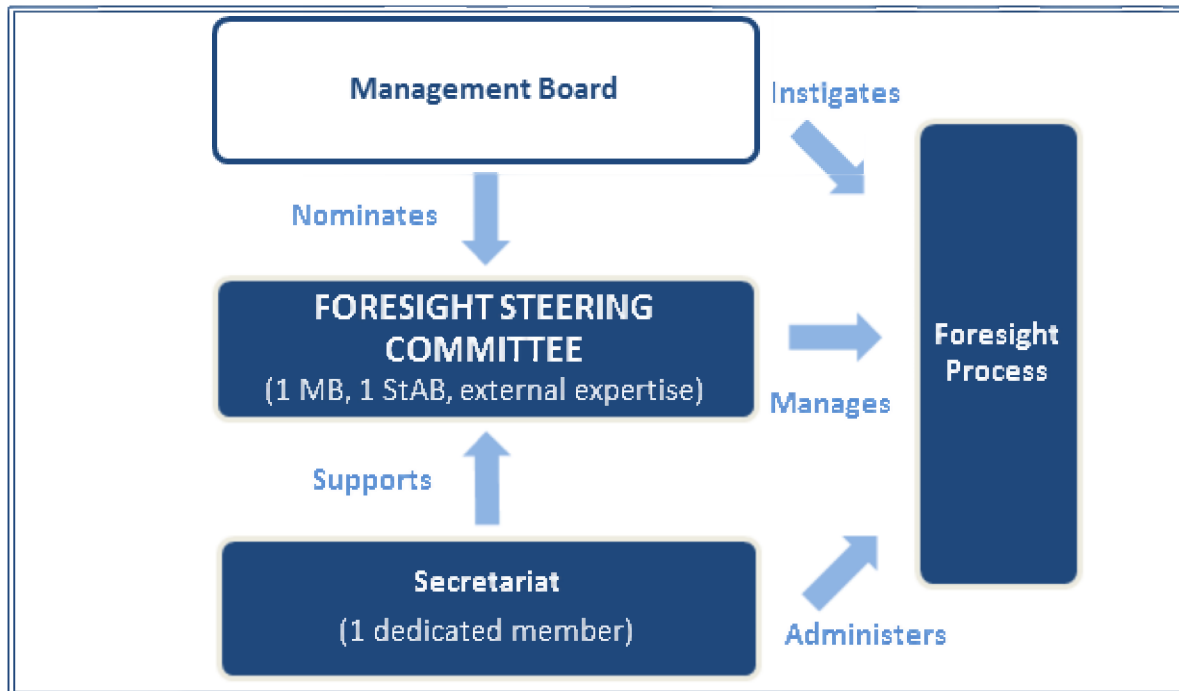 Management Board
Instigates
Nominates
FORESIGHT STEERING
COMMITTEE
(1 MB, 1 StAB, external expertise)
Manages
Foresight
Process
Supports
Secretariat
(1 dedicated member)
Administers